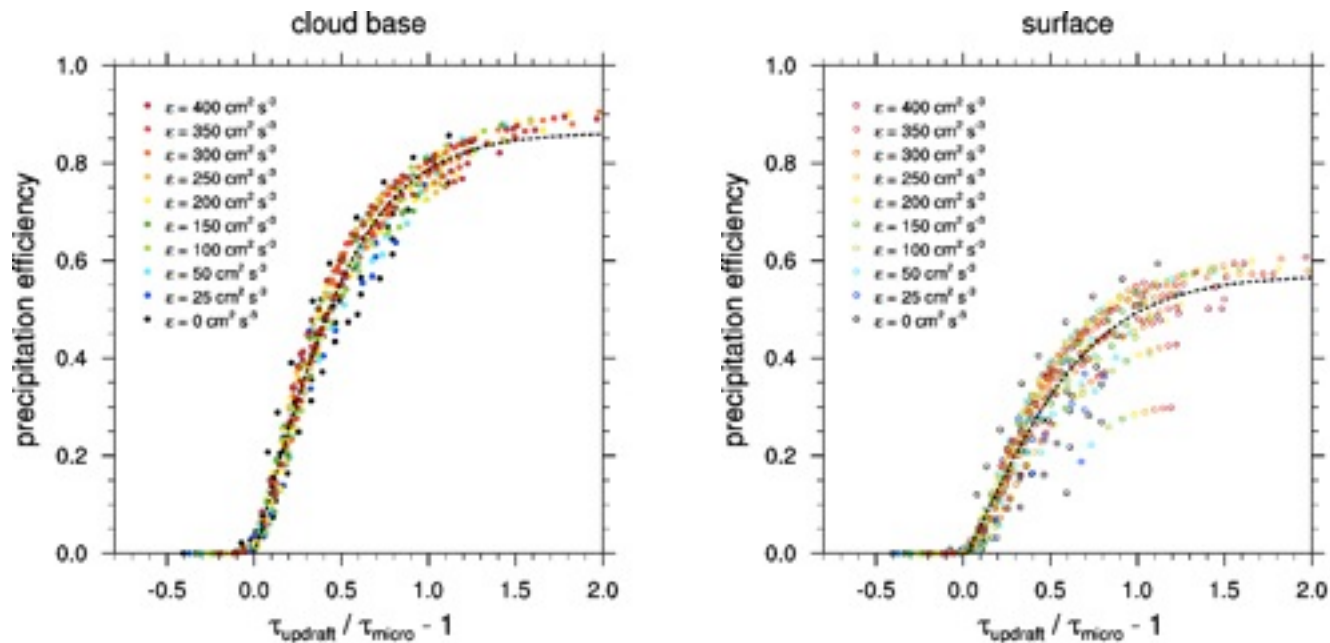 cloud base
precipitation efficiency
1.0
0.8
0.6
0.4
0.2
0.0
ε = 400 cm² s⁻³
ε = 350 cm² s⁻³
ε = 300 cm² s⁻³
ε = 250 cm² s⁻³
ε = 200 cm² s⁻³
ε = 150 cm² s⁻³
ε = 100 cm² s⁻³
ε = 50 cm² s⁻³
ε = 25 cm² s⁻³
ε = 0 cm² s⁻³
-0.5 0.0 0.5 1.0 1.5 2.0
τupdraft / τmicro - 1
surface
precipitation efficiency
1.0
0.8
0.6
0.4
0.2
0.0
ε = 400 cm² s⁻³
ε = 350 cm² s⁻³
ε = 300 cm² s⁻³
ε = 250 cm² s⁻³
ε = 200 cm² s⁻³
ε = 150 cm² s⁻³
ε = 100 cm² s⁻³
ε = 50 cm² s⁻³
ε = 25 cm² s⁻³
ε = 0 cm² s⁻³
-0.5 0.0 0.5 1.0 1.5 2.0
τupdraft / τmicro - 1